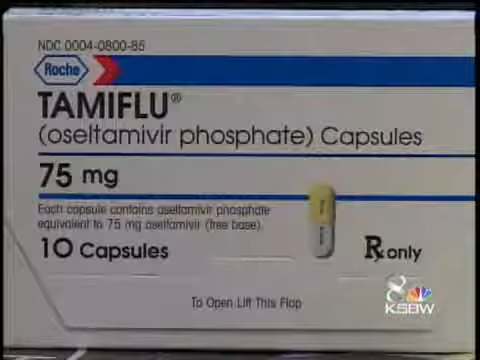 NDC 0004-0800-85
Roche
TAMIFLU®
(oseltamivir phosphate) Capsules
75 mg
Each capsule contains oseltamivir phosphate
equivalent to 75 mg oseltamivir (free base).
10 Capsules
Rx only
To Open Lift This Flap
8
KSBW